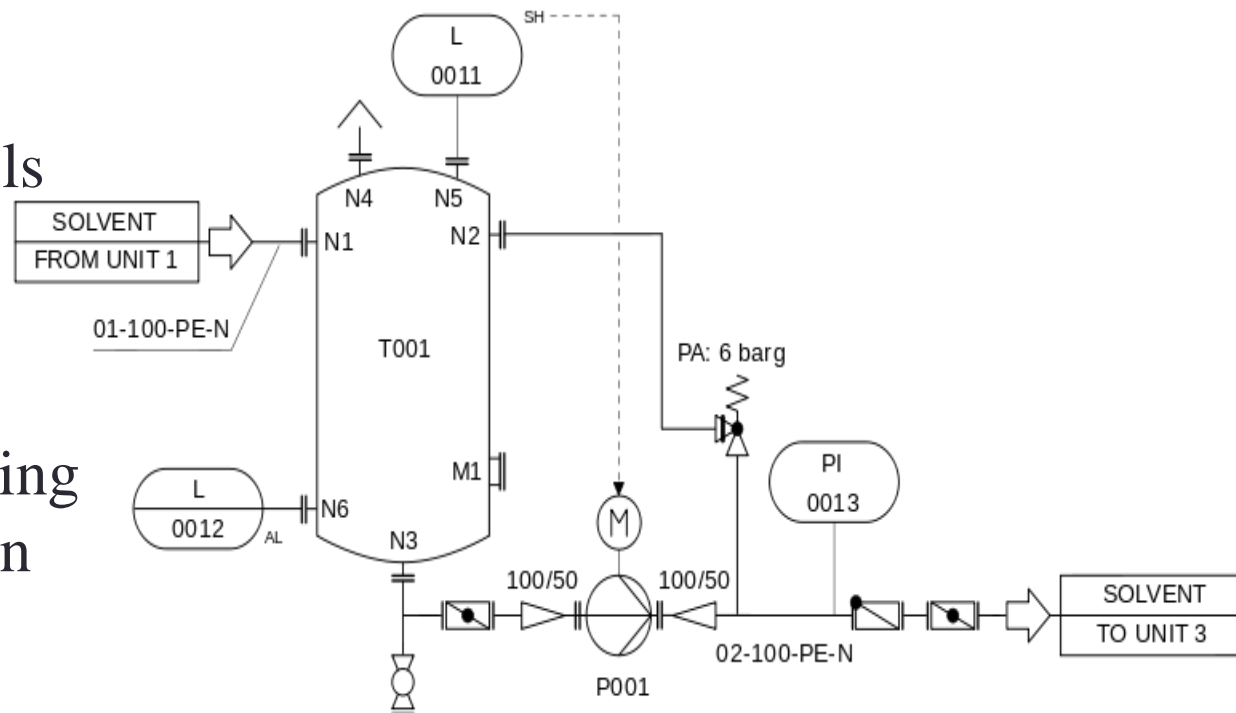 SH
L
0011
ls
N4
N5
SOLVENT
FROM UNIT 1
N1
N2
01-100-PE-N
T001
PA: 6 barg
ing
n
M1
L
0012
AL
N6
PI
0013
M
N3
100/50
100/50
SOLVENT
TO UNIT 3
02-100-PE-N
P001